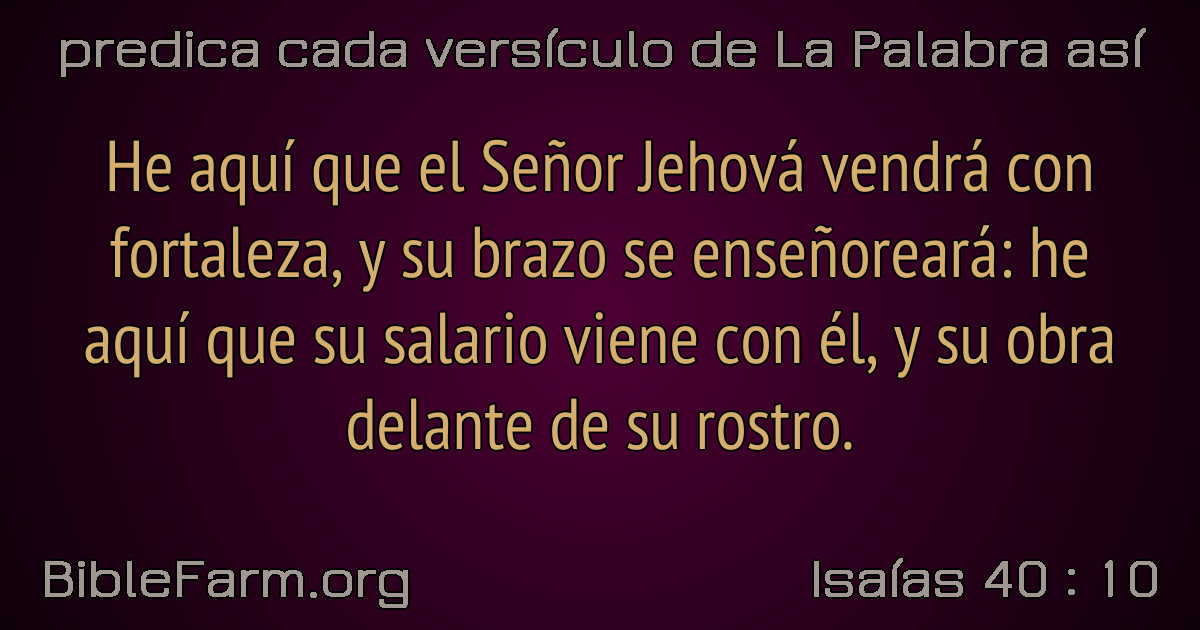 predica cada versículo de La Palabra así
He aquí que el Señor Jehová vendrá con
fortaleza, y su brazo se enseñoreará: he
aquí que su salario viene con él, y su obra
delante de su rostro.
BibleFarm.org
Isaías 40 : 10